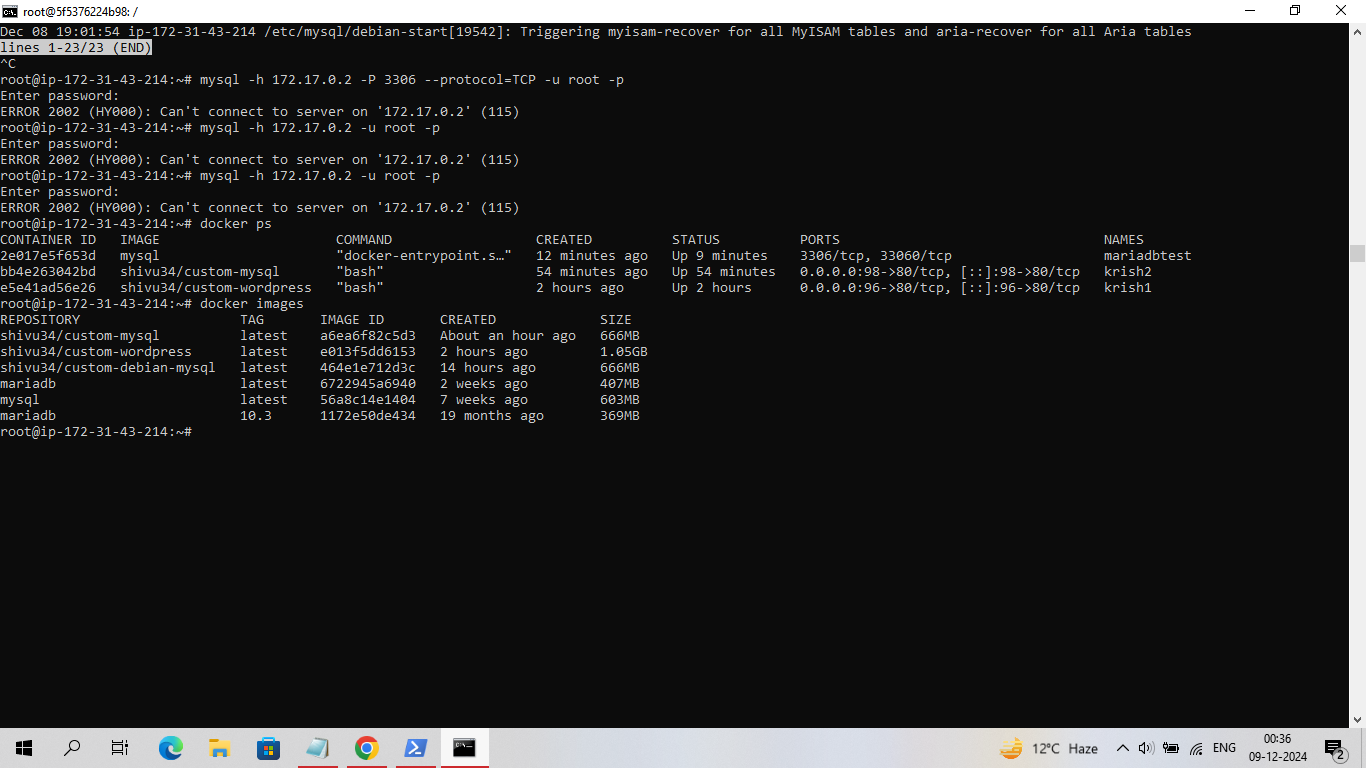 root@5f5376224b98: /
Dec 08 19:01:54 ip-172-31-43-214 /etc/mysql/debian-start[19542]: Triggering myisam-recover for all MyISAM tables and aria-recover for all Aria tables
lines 1-23/23 (END)
^C
root@ip-172-31-43-214:~# mysql -h 172.17.0.2 -P 3306 --protocol=TCP -u root -p
Enter password:
ERROR 2002 (HY000): Can't connect to server on '172.17.0.2' (115)
root@ip-172-31-43-214:~# mysql -h 172.17.0.2 -u root -p
Enter password:
ERROR 2002 (HY000): Can't connect to server on '172.17.0.2' (115)
root@ip-172-31-43-214:~# mysql -h 172.17.0.2 -u root -p
Enter password:
ERROR 2002 (HY000): Can't connect to server on '172.17.0.2' (115)
root@ip-172-31-43-214:~# docker ps
CONTAINER ID   IMAGE                      COMMAND                  CREATED          STATUS          PORTS                                 NAMES
2e017e5f653d   mysql                      "docker-entrypoint.s…"   12 minutes ago   Up 9 minutes    3306/tcp, 33060/tcp                   mariadbtest
bb4e263042bd   shivu34/custom-mysql       "bash"                   54 minutes ago   Up 54 minutes   0.0.0.0:98->80/tcp, [::]:98->80/tcp   krish2
e5e41ad56e26   shivu34/custom-wordpress   "bash"                   2 hours ago      Up 2 hours      0.0.0.0:96->80/tcp, [::]:96->80/tcp   krish1
root@ip-172-31-43-214:~# docker images
REPOSITORY                    TAG       IMAGE ID       CREATED             SIZE
shivu34/custom-mysql          latest    a6ea6f82c5d3   About an hour ago   666MB
shivu34/custom-wordpress      latest    e013f5dd6153   2 hours ago         1.05GB
shivu34/custom-debian-mysql   latest    464e1e712d3c   14 hours ago        666MB
mariadb                       latest    6722945a6940   2 weeks ago         407MB
mysql                         latest    56a8c14e1404   7 weeks ago         603MB
mariadb                       10.3      1172e50de434   19 months ago       369MB
root@ip-172-31-43-214:~#
12°C Haze
ENG
00:36
09-12-2024
2